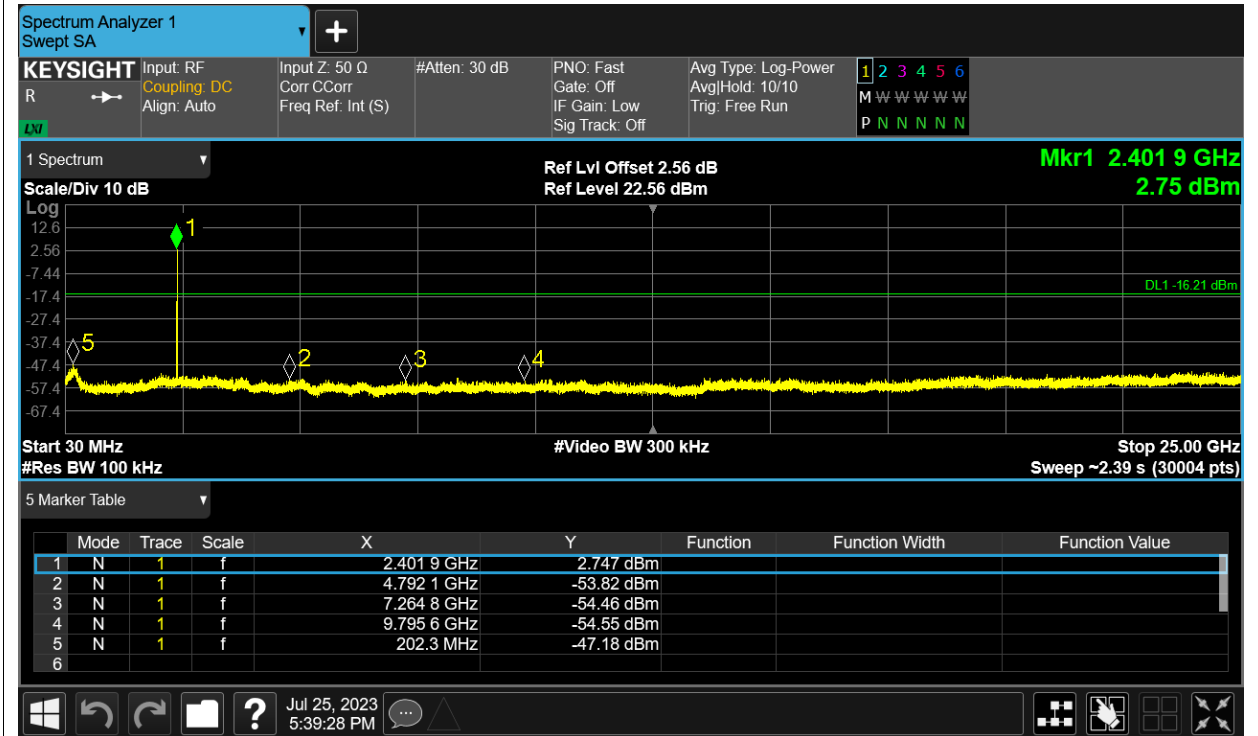 Spectrum Analyzer 1
Swept SA
KEYSIGHT
R
LXI
Input: RF
Coupling: DC
Align: Auto
Input Z: 50 Ω
Corr CCorr
Freq Ref: Int (S)
#Atten: 30 dB
PNO: Fast
Gate: Off
IF Gain: Low
Sig Track: Off
Avg Type: Log-Power
Avg|Hold: 10/10
Trig: Free Run
1 2 3 4 5 6
M W W W W W
P N N N N N
1 Spectrum
Scale/Div 10 dB
Ref Lvl Offset 2.56 dB
Ref Level 22.56 dBm
Mkr1 2.401 9 GHz
2.75 dBm
Log
12.6
2.56
-7.44
-17.4
-27.4
-37.4
-47.4
-57.4
-67.4
1
DL1 -16.21 dBm
5
2
3
4
Start 30 MHz
#Video BW 300 kHz
Stop 25.00 GHz
#Res BW 100 kHz
Sweep ~2.39 s (30004 pts)
5 Marker Table
Mode Trace Scale X Y Function Function Width Function Value
1 N 1 f 2.401 9 GHz 2.747 dBm
2 N 1 f 4.792 1 GHz -53.82 dBm
3 N 1 f 7.264 8 GHz -54.46 dBm
4 N 1 f 9.795 6 GHz -54.55 dBm
5 N 1 f 202.3 MHz -47.18 dBm
6
?
Jul 25, 2023
5:39:28 PM